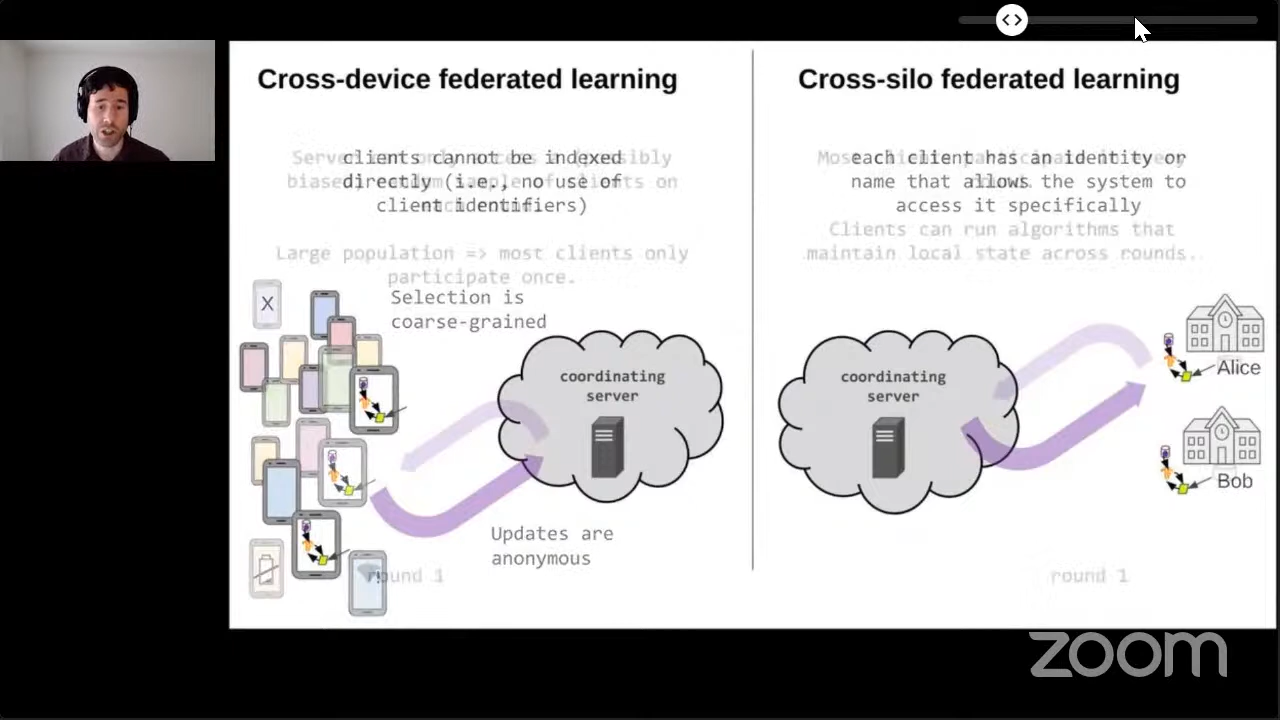 Cross-device federated learning
clients cannot be indexed
directly (i.e., no use of
client identifiers)
Large population => most clients only
participate once.
X
Selection is
coarse-grained
coordinating
server
Updates are
anonymous
round 1
Cross-silo federated learning
each client has an identity or
name that allows the system to
access it specifically
Clients can run algorithms that
maintain local state across rounds.
coordinating
server
Alice
Bob
round 1
zoom